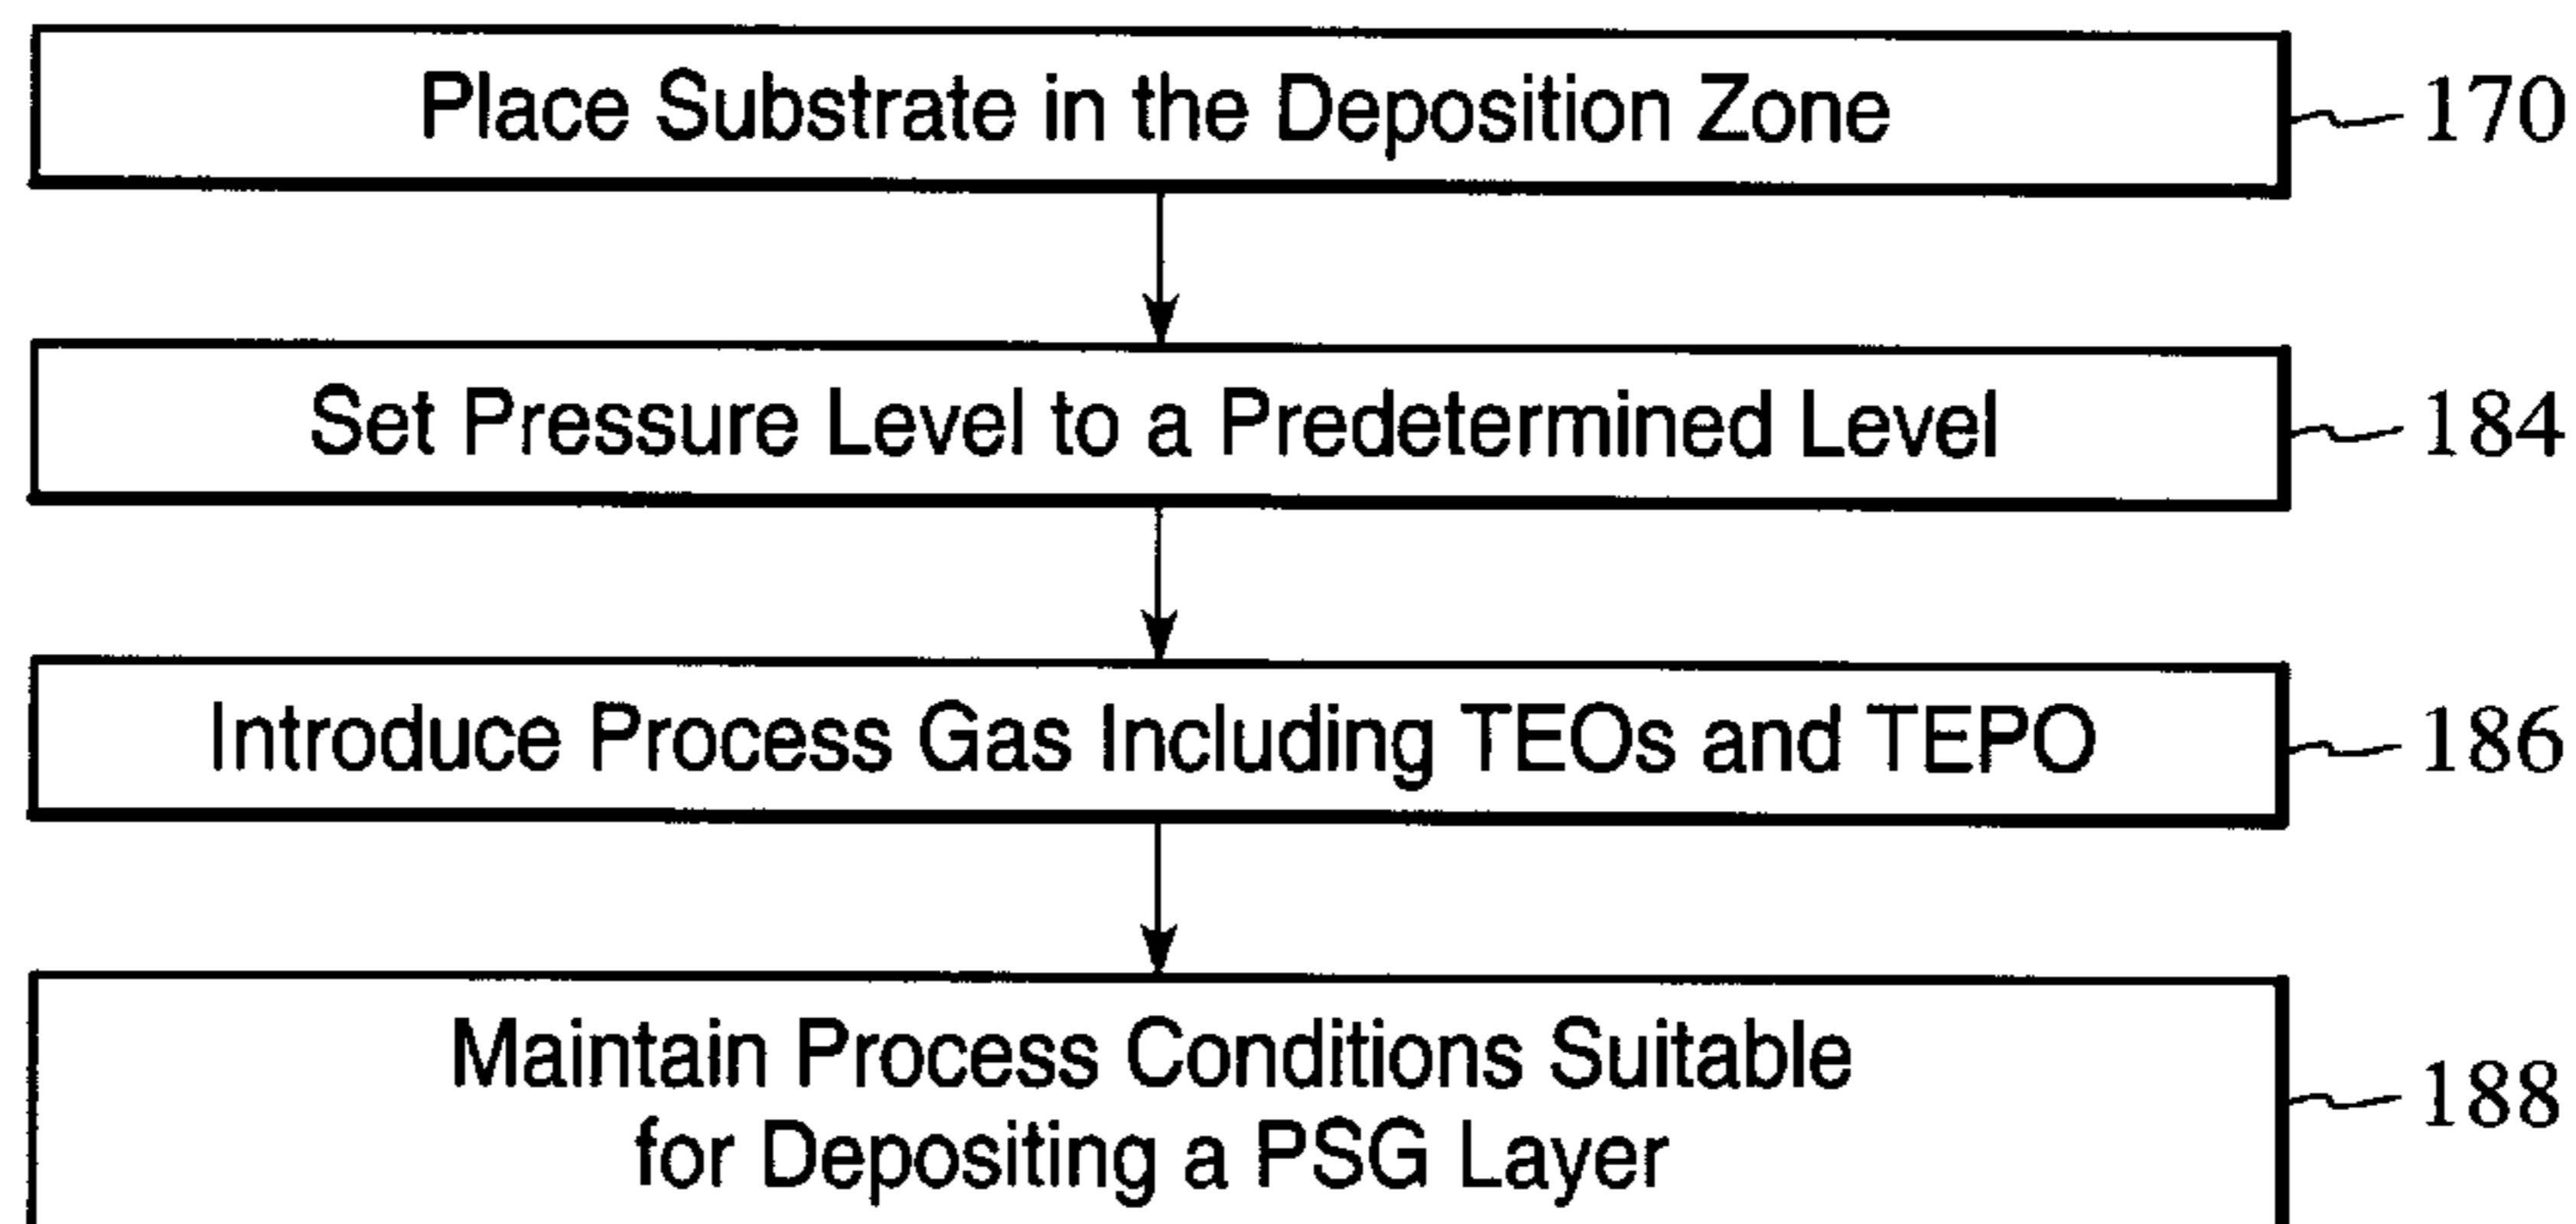 Place Substrate in the Deposition Zone
170
Set Pressure Level to a Predetermined Level
184
Introduce Process Gas Including TEOs and TEPO
186
Maintain Process Conditions Suitable
for Depositing a PSG Layer
188